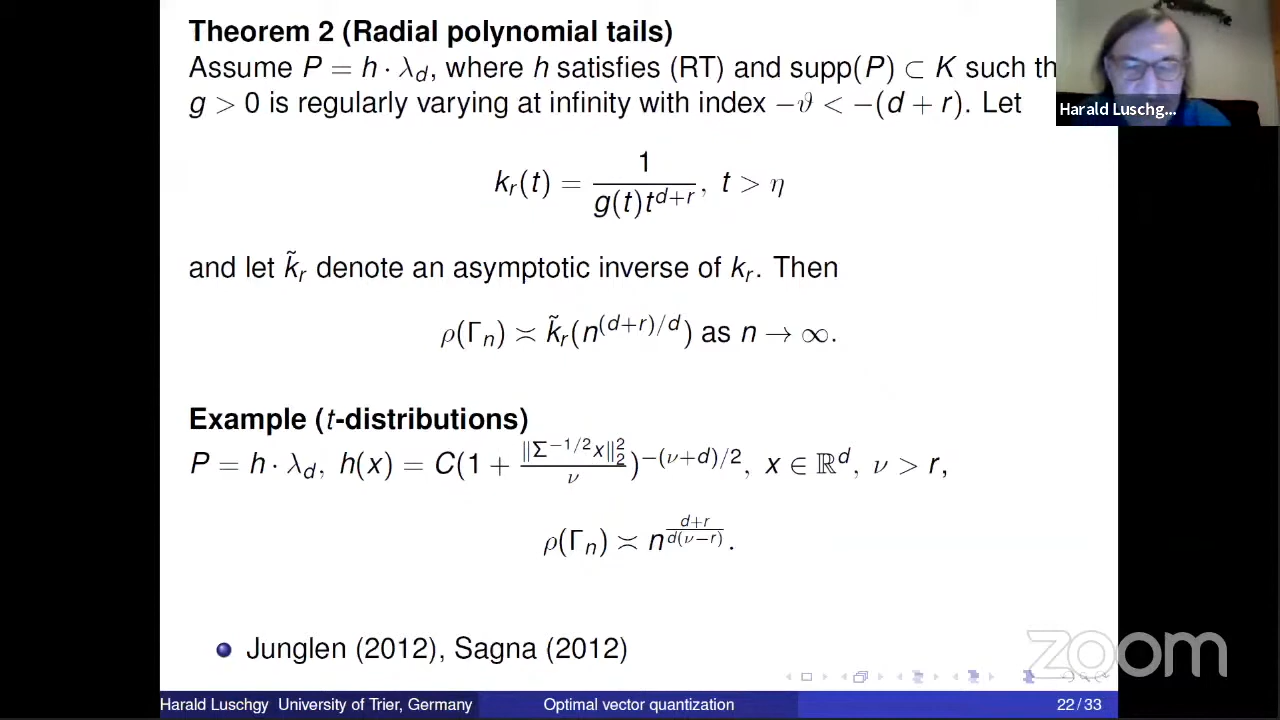 Theorem 2 (Radial polynomial tails)
Assume P = h · λ_d, where h satisfies (RT) and supp(P) ⊂ K such th
g > 0 is regularly varying at infinity with index −ϑ < −(d + r). Let
k_r(t) = 1 / (g(t)t^{d+r}), t > η
and let k̃_r denote an asymptotic inverse of k_r. Then
ρ(Γ_n) ≍ k̃_r(n^{(d+r)/d}) as n → ∞.
Example (t-distributions)
P = h · λ_d, h(x) = C(1 + ‖Σ^{−1/2}x‖_2^2 / ν)^{−(ν+d)/2}, x ∈ ℝ^d, ν > r,
ρ(Γ_n) ≍ n^{(d+r)/(d(ν−r))}.
Junglen (2012), Sagna (2012)
Harald Luschg...
zoom
Harald Luschgy University of Trier, Germany
Optimal vector quantization
22 / 33